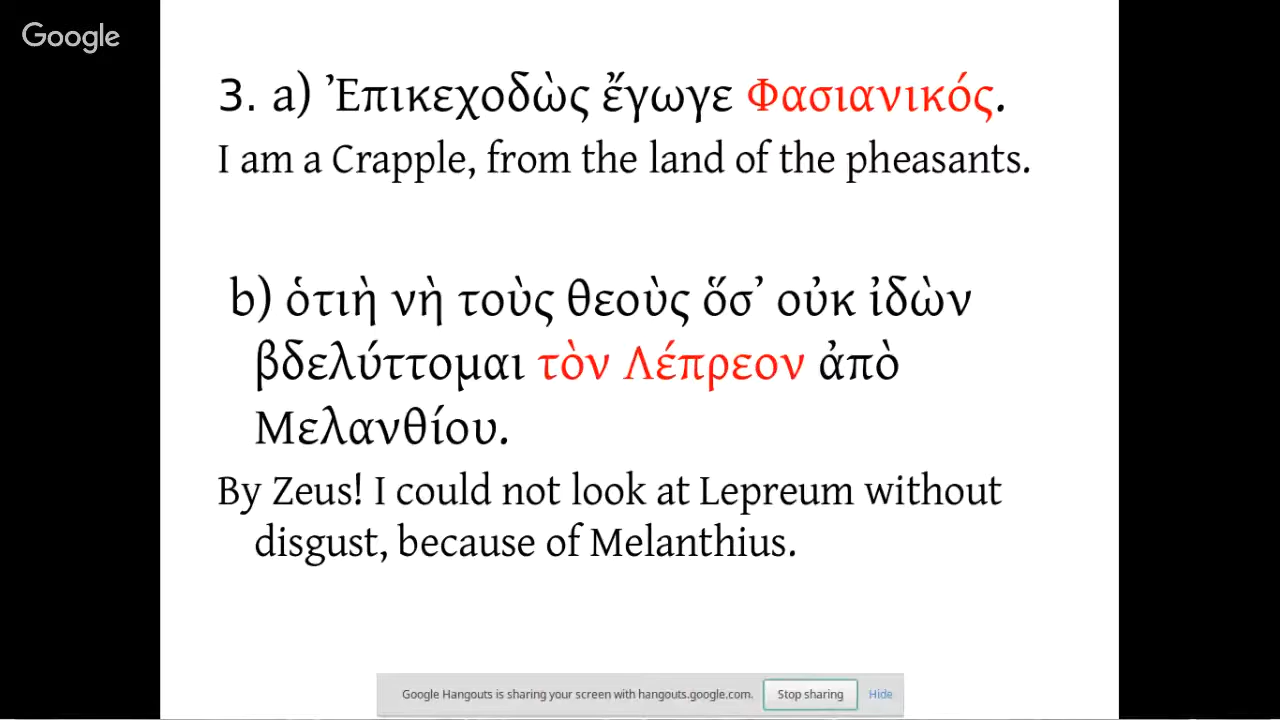 Google
3. a) Ἐπικεχοδὼς ἔγωγε Φασιανικός.
I am a Crapple, from the land of the pheasants.
b) ὁτιὴ νὴ τοὺς θεοὺς ὅσ’ οὐκ ἰδὼν
βδελύττομαι τὸν Λέπρεον ἀπὸ
Μελανθίου.
By Zeus! I could not look at Lepreum without
disgust, because of Melanthius.
Google Hangouts is sharing your screen with hangouts.google.com. Stop sharing Hide